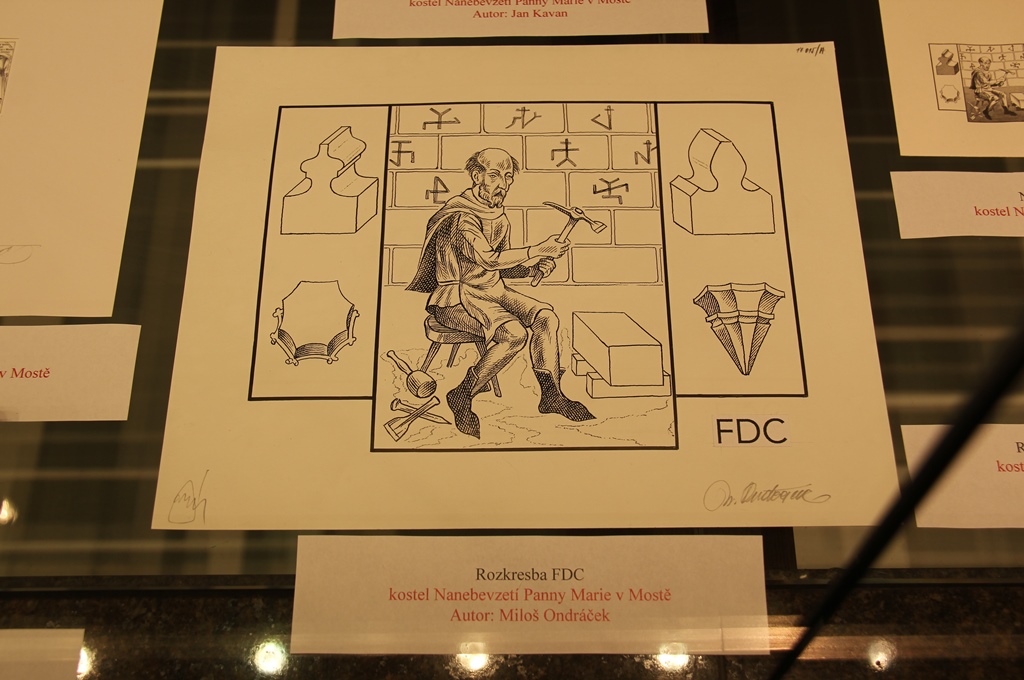 kostel Nanebevzetí Panny Marie v Mostě
Autor: Jan Kavan
FDC
Rozkresba FDC
kostel Nanebevzetí Panny Marie v Mostě
Autor: Miloš Ondráček
v Mostě
N
kostel N
R
kost